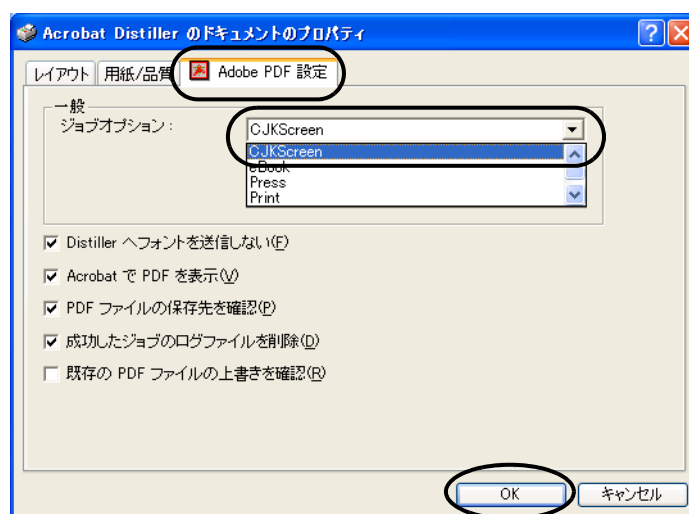 Acrobat Distiller のドキュメントのプロパティ
レイアウト 用紙/品質 Adobe PDF 設定
一般
ジョブオプション :
CJKScreen
CJKScreen
eBook
Press
Print
Distiller へフォントを送信しない(F)
Acrobat で PDF を表示(V)
PDF ファイルの保存先を確認(P)
成功したジョブのログファイルを削除(D)
既存の PDF ファイルの上書きを確認(R)
OK キャンセル